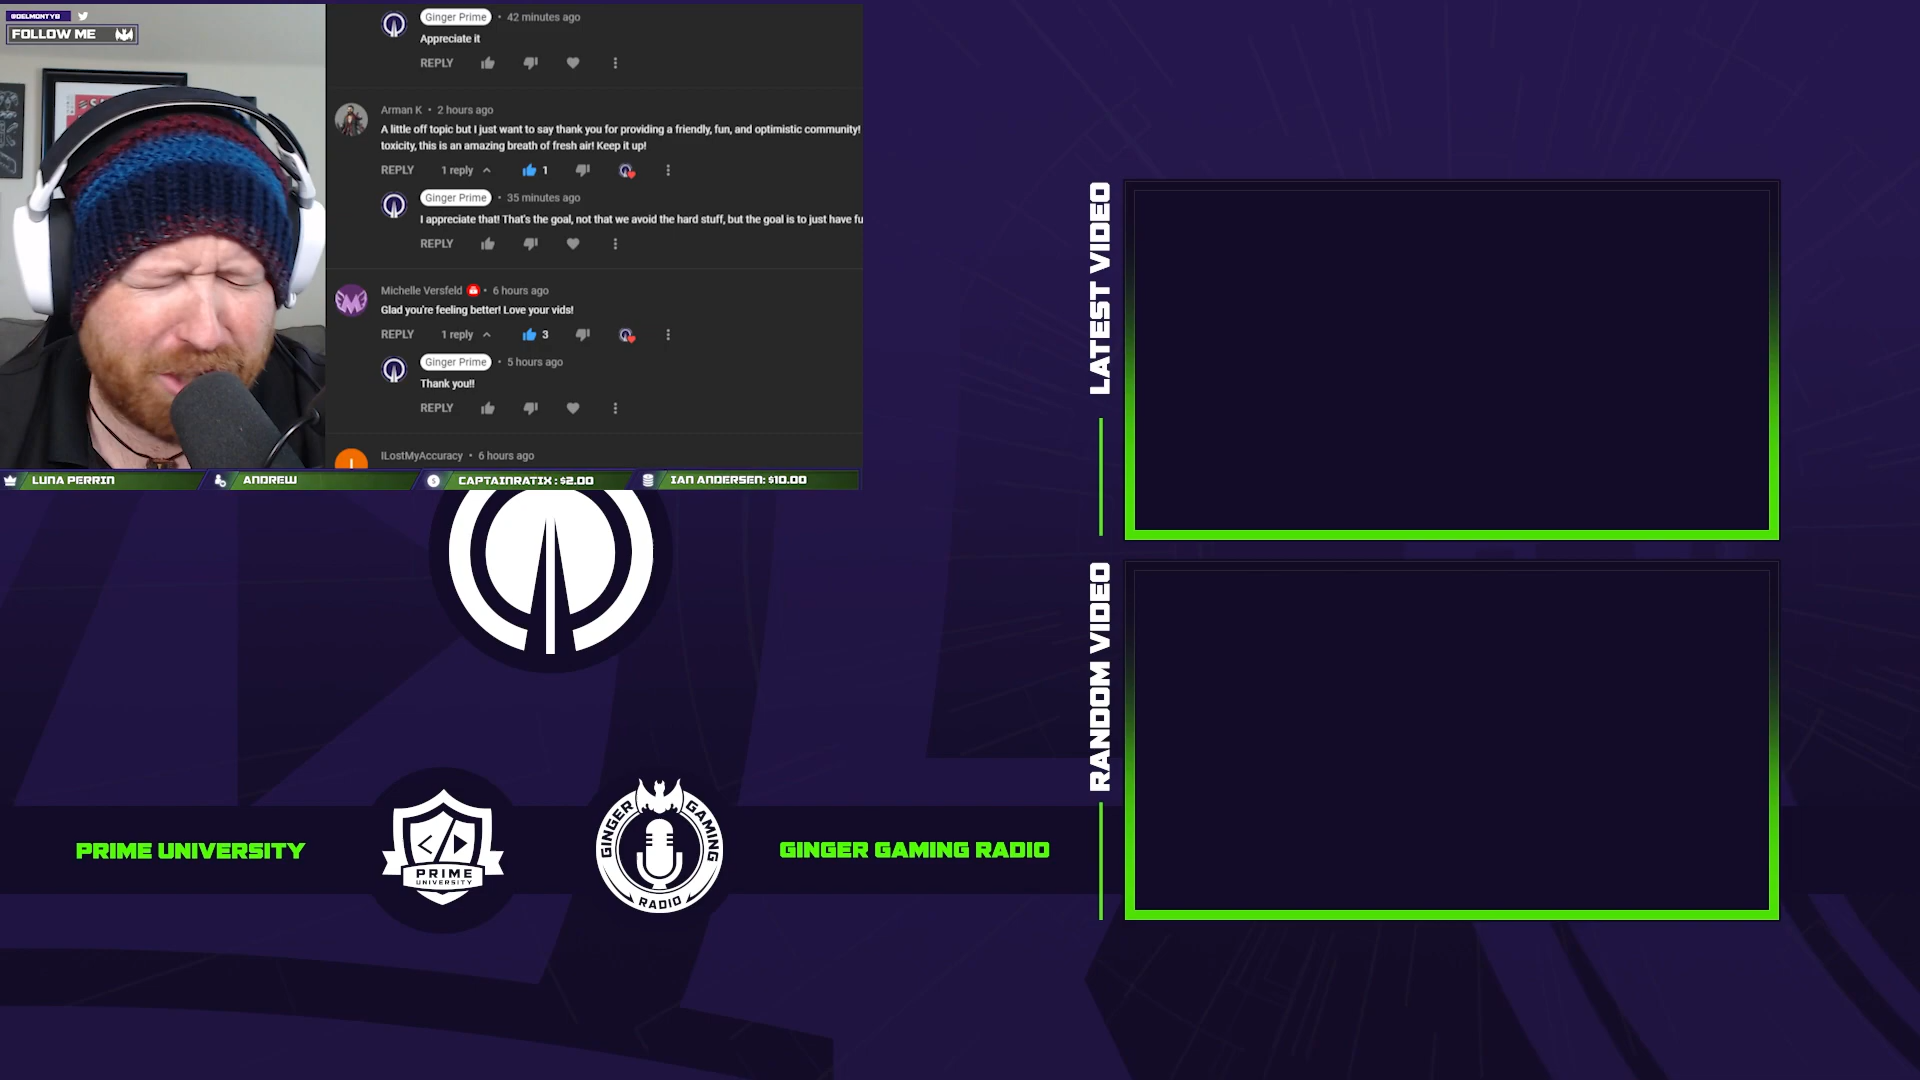 @DELMONTY8
FOLLOW ME
Ginger Prime • 42 minutes ago
Appreciate it
REPLY
Arman K • 2 hours ago
A little off topic but I just want to say thank you for providing a friendly, fun, and optimistic community!
toxicity, this is an amazing breath of fresh air! Keep it up!
REPLY 1 reply 1
Ginger Prime • 35 minutes ago
I appreciate that! That's the goal, not that we avoid the hard stuff, but the goal is to just have fu
REPLY
Michelle Versfeld • 6 hours ago
Glad you're feeling better! Love your vids!
REPLY 1 reply 3
Ginger Prime • 5 hours ago
Thank you!!
REPLY
ILostMyAccuracy • 6 hours ago
LUNA PERRIN ANDREW CAPTAINRATIX : $2.00 IAN ANDERSEN: $10.00
LATEST VIDEO
RANDOM VIDEO
PRIME UNIVERSITY
PRIME
UNIVERSITY
GINGER GAMING
RADIO
GINGER GAMING RADIO